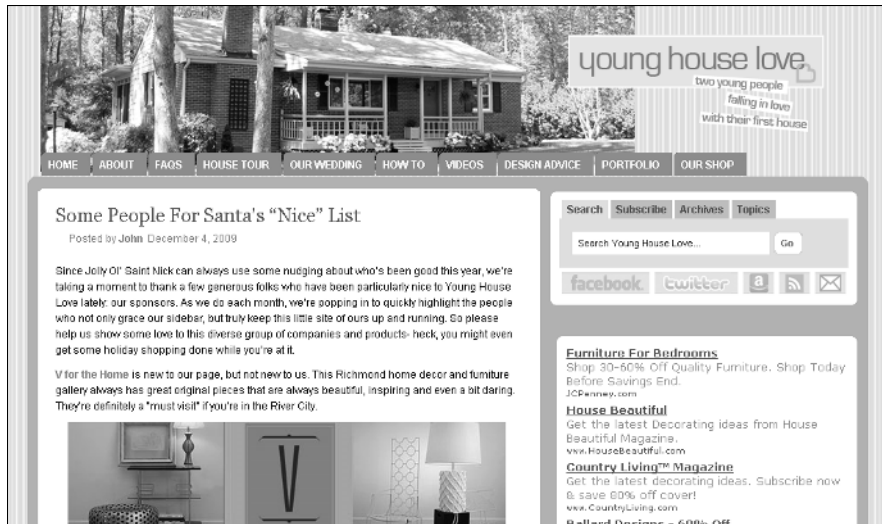 young house love
two young people
falling in love
with their first house
HOME ABOUT FAQS HOUSE TOUR OUR WEDDING HOW TO VIDEOS DESIGN ADVICE PORTFOLIO OUR SHOP
Some People For Santa's “Nice” List
Posted by John December 4, 2009
Since Jolly Ol' Saint Nick can always use some nudging about who's been good this year, we're
taking a moment to thank a few generous folks who have been particularly nice to Young House
Love lately: our sponsors. As we do each month, we're popping in to quickly highlight the people
who not only grace our sidebar, but truly keep this little site of ours up and running. So please
help us show some love to this diverse group of companies and products- heck, you might even
get some holiday shopping done while you're at it.
V for the Home is new to our page, but not new to us. This Richmond home decor and furniture
gallery always has great original pieces that are always beautiful, inspiring and even a bit daring.
They're definitely a "must visit" if you're in the River City.
V
Search Subscribe Archives Topics
Search Young House Love... Go
facebook. twitter a
Furniture For Bedrooms
Shop 30-60% Off Quality Furniture. Shop Today
Before Savings End.
JCPenney.com
House Beautiful
Get the latest Decorating ideas from House
Beautiful Magazine.
www.HouseBeautiful.com
Country Living™ Magazine
Get the latest decorating ideas. Subscribe now
& save 80% off cover!
www.CountryLiving.com
Ballard Designs - 60% Off